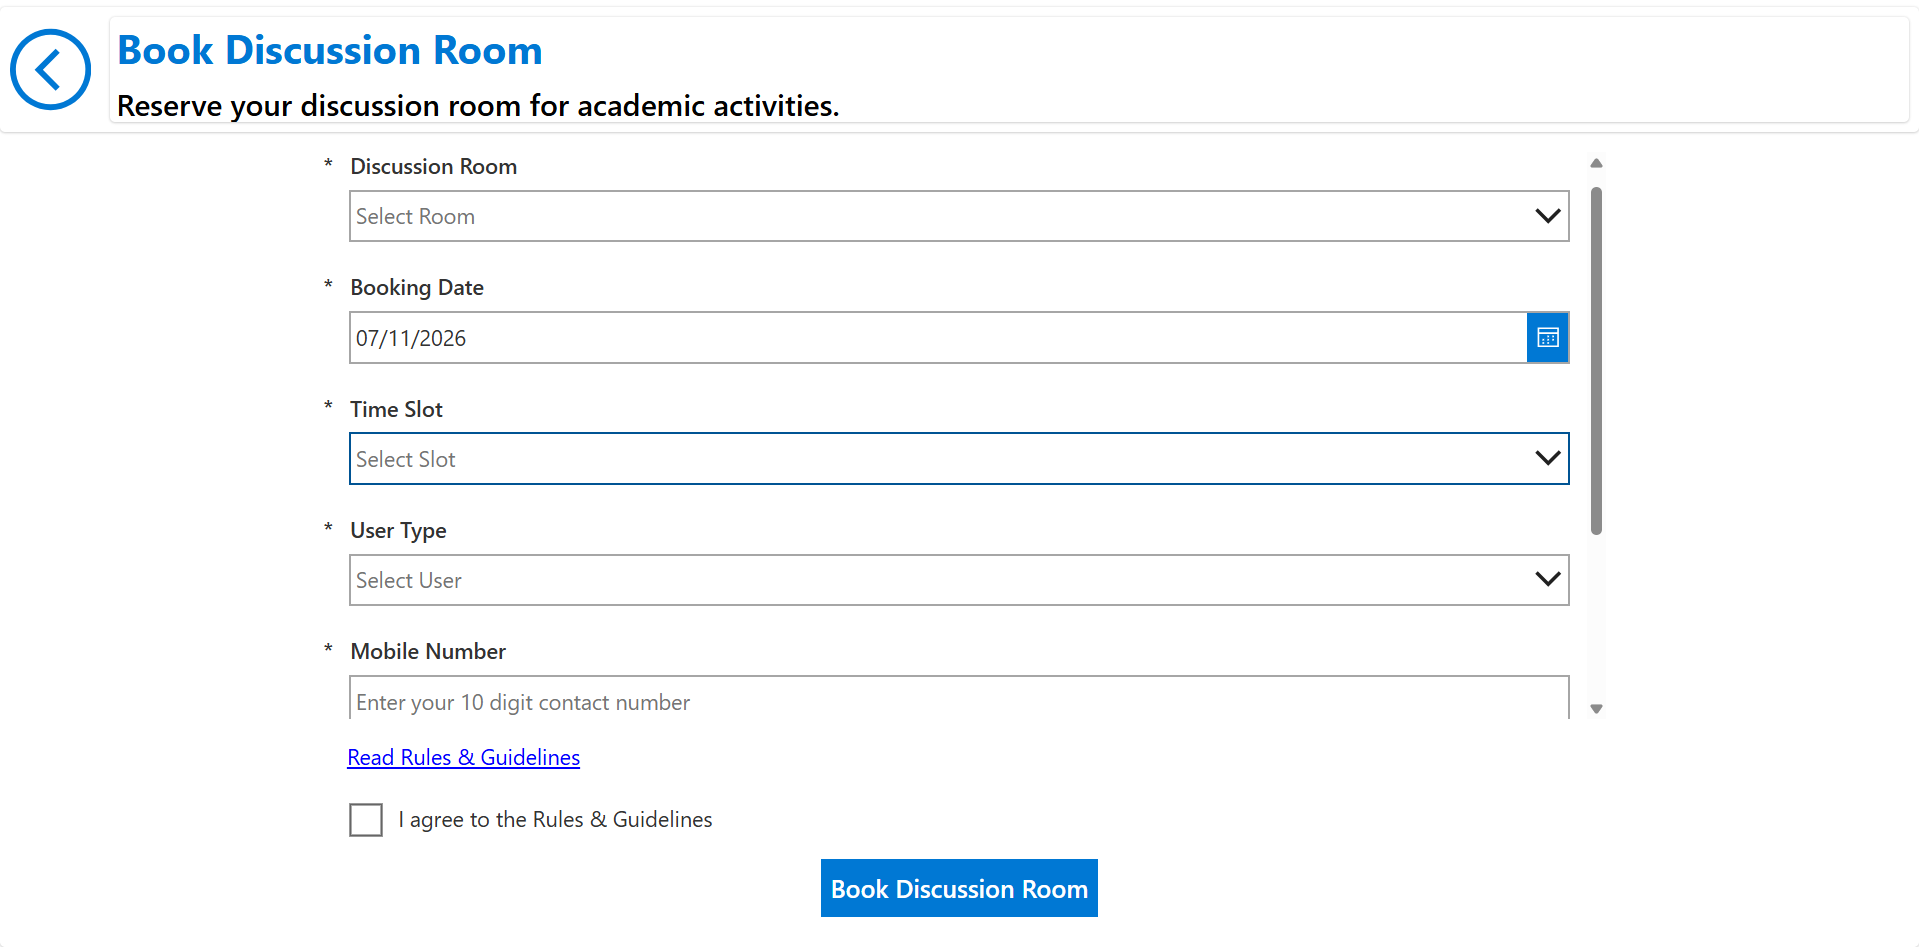 Book Discussion Room
Reserve your discussion room for academic activities.
* Discussion Room
Select Room
* Booking Date
07/11/2026
* Time Slot
Select Slot
* User Type
Select User
* Mobile Number
Enter your 10 digit contact number
Read Rules & Guidelines
I agree to the Rules & Guidelines
Book Discussion Room